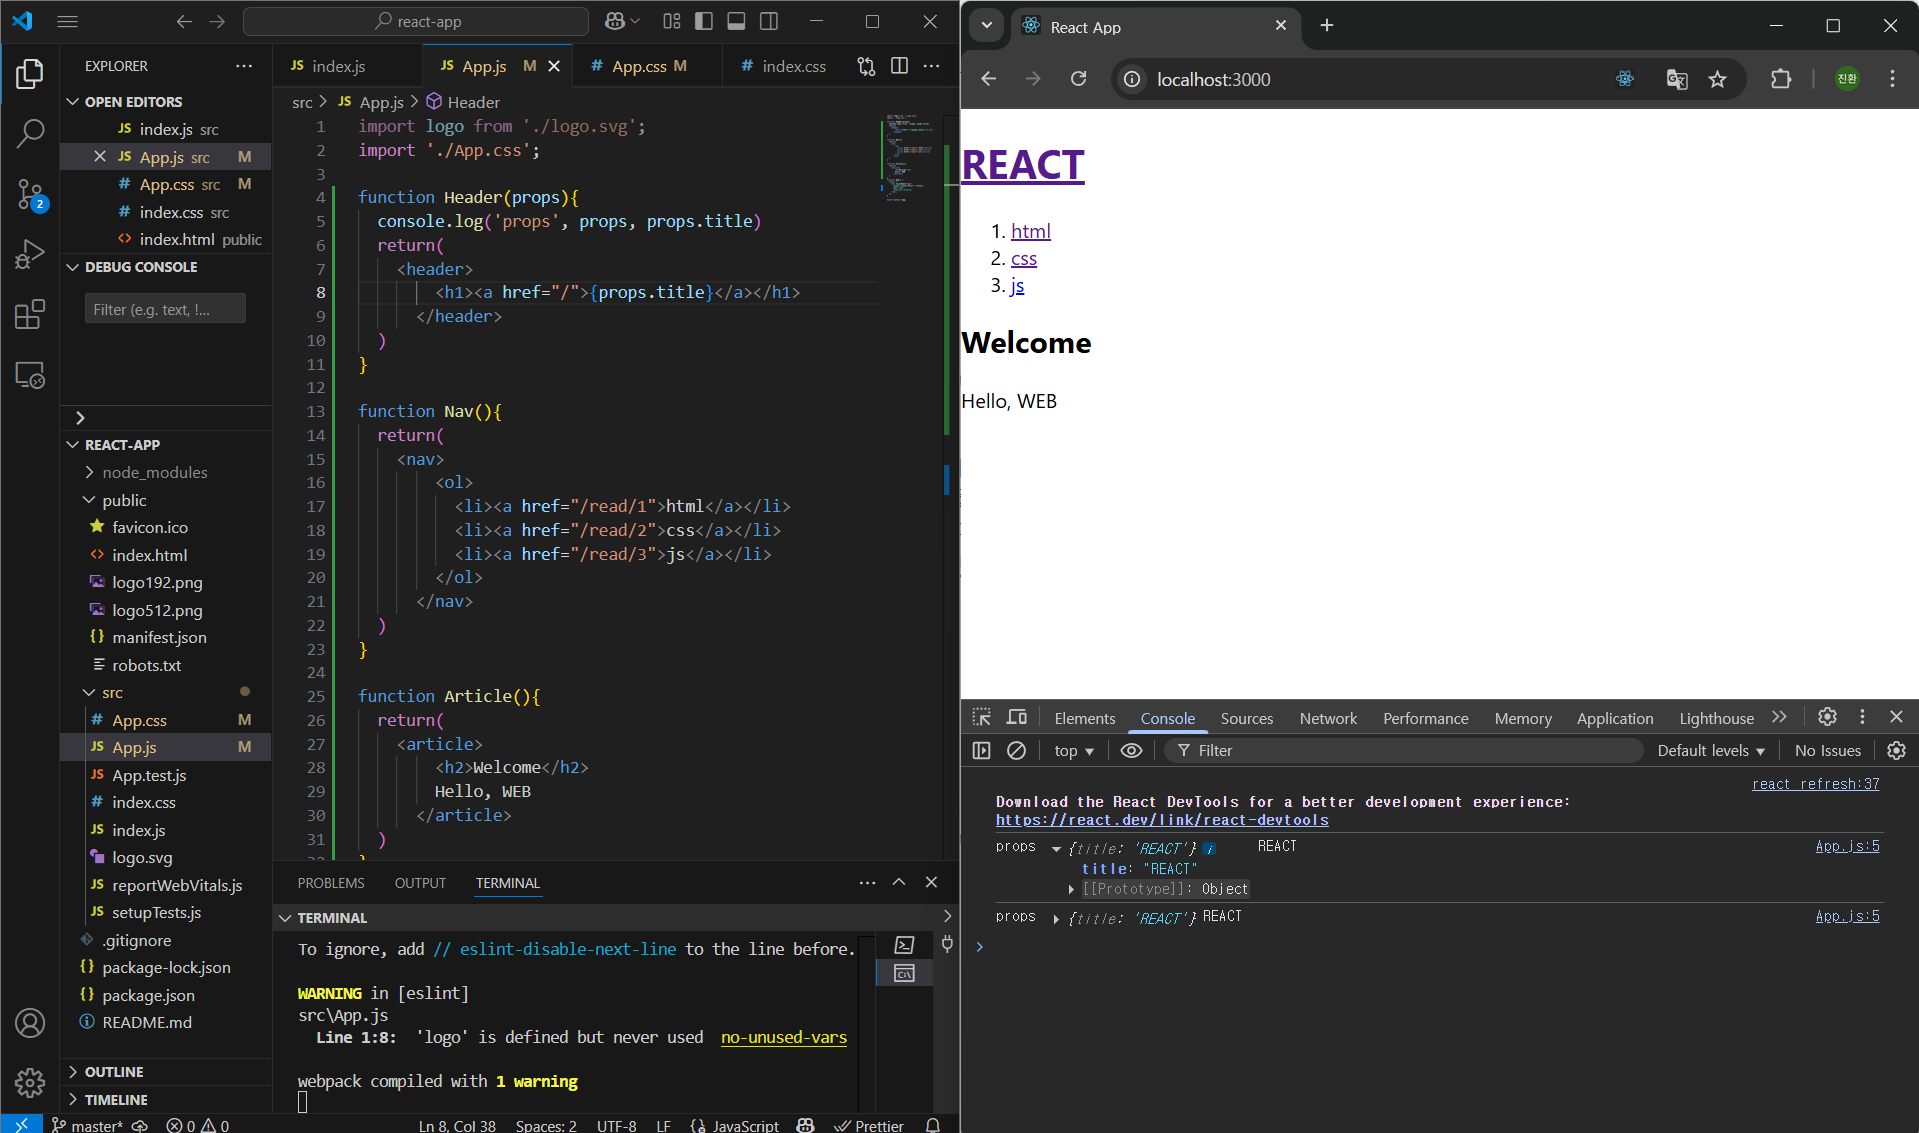 react-app
EXPLORER
OPEN EDITORS
JS index.js src
JS App.js src M
# App.css src M
# index.css src
<> index.html public
DEBUG CONSOLE
Filter (e.g. text, !...
REACT-APP
node_modules
public
favicon.ico
index.html
logo192.png
logo512.png
manifest.json
robots.txt
src
# App.css M
JS App.js M
JS App.test.js
# index.css
JS index.js
logo.svg
JS reportWebVitals.js
JS setupTests.js
.gitignore
{} package-lock.json
{} package.json
README.md
OUTLINE
TIMELINE
2
JS index.js
JS App.js M
# App.css M
# index.css
src > JS App.js > Header
1 import logo from './logo.svg';
2 import './App.css';
3
4 function Header(props){
5 console.log('props', props, props.title)
6 return(
7 <header>
8 <h1><a href="/">{props.title}</a></h1>
9 </header>
10 )
11 }
12
13 function Nav(){
14 return(
15 <nav>
16 <ol>
17 <li><a href="/read/1">html</a></li>
18 <li><a href="/read/2">css</a></li>
19 <li><a href="/read/3">js</a></li>
20 </ol>
21 </nav>
22 )
23 }
24
25 function Article(){
26 return(
27 <article>
28 <h2>Welcome</h2>
29 Hello, WEB
30 </article>
31 )
PROBLEMS OUTPUT TERMINAL
TERMINAL
To ignore, add // eslint-disable-next-line to the line before.
WARNING in [eslint]
src\App.js
Line 1:8: 'logo' is defined but never used no-unused-vars
webpack compiled with 1 warning
master* 0 0 Ln 8, Col 38 Spaces: 2 UTF-8 LF {} JavaScript Prettier
React App
localhost:3000
진환
REACT
1. html
2. css
3. js
Welcome
Hello, WEB
Elements Console Sources Network Performance Memory Application Lighthouse
top Filter Default levels No Issues
react refresh:37
Download the React DevTools for a better development experience:
https://react.dev/link/react-devtools
props {title: 'REACT'} i REACT App.js:5
title: "REACT"
[[Prototype]]: Object
props {title: 'REACT'} REACT App.js:5